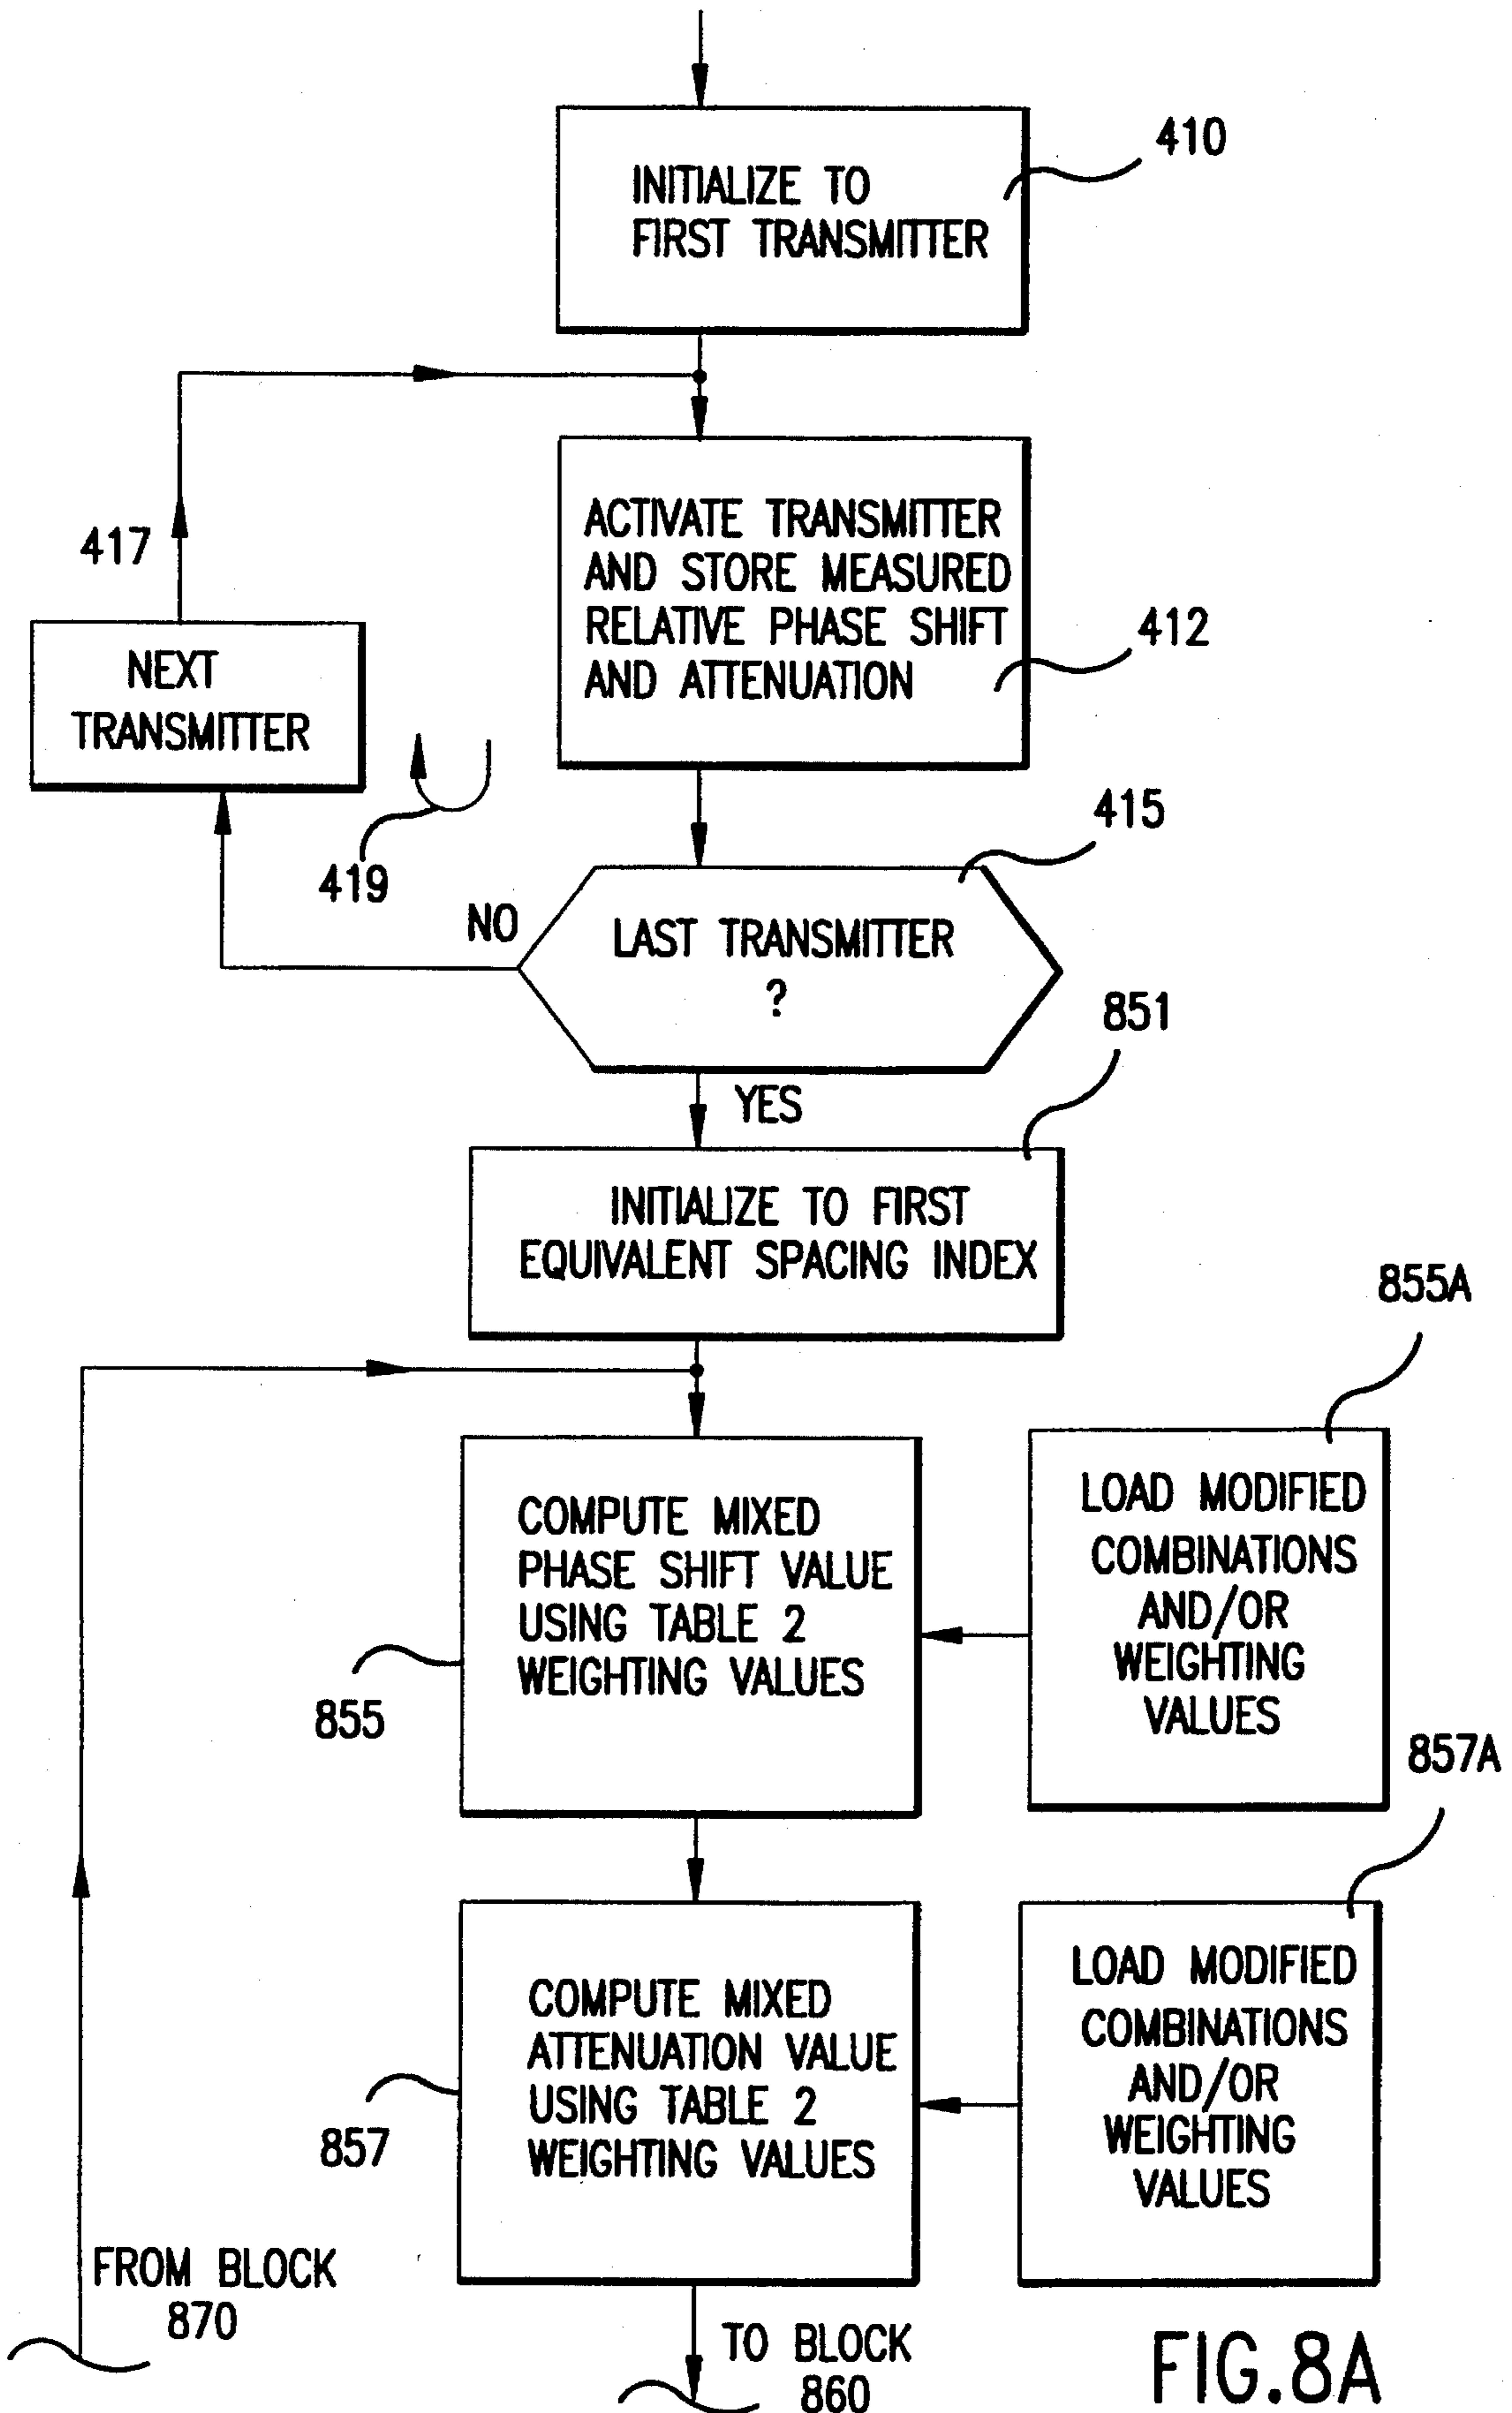 410
INITIALIZE TO
FIRST TRANSMITTER
ACTIVATE TRANSMITTER
AND STORE MEASURED
RELATIVE PHASE SHIFT
AND ATTENUATION
412
417
NEXT
TRANSMITTER
419
415
NO
LAST TRANSMITTER
?
851
YES
INITIALIZE TO FIRST
EQUIVALENT SPACING INDEX
855A
COMPUTE MIXED
PHASE SHIFT VALUE
USING TABLE 2
WEIGHTING VALUES
855
LOAD MODIFIED
COMBINATIONS
AND/OR
WEIGHTING
VALUES
857A
COMPUTE MIXED
ATTENUATION VALUE
USING TABLE 2
WEIGHTING VALUES
857
LOAD MODIFIED
COMBINATIONS
AND/OR
WEIGHTING
VALUES
FROM BLOCK
870
TO BLOCK
860
FIG.8A